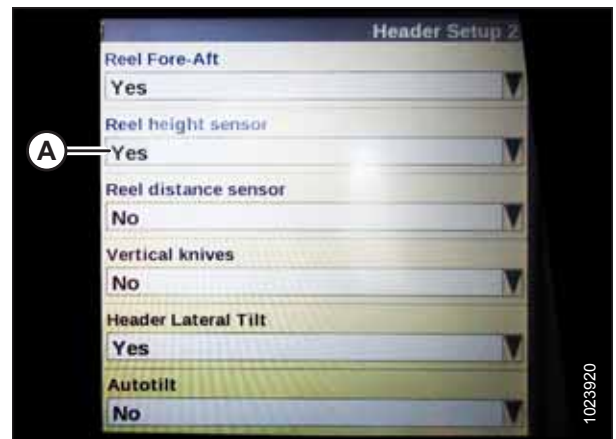 Header Setup 2
Reel Fore-Aft
Yes
Reel height sensor
A
Yes
Reel distance sensor
No
Vertical knives
No
Header Lateral Tilt
Yes
Autotilt
No
1023920